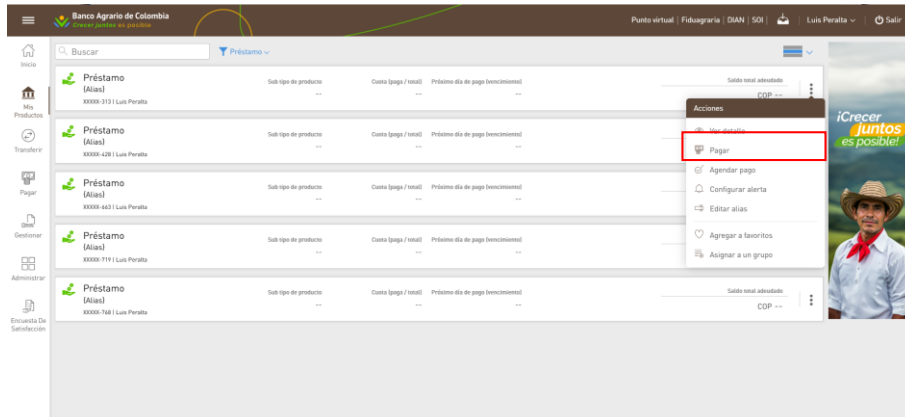 Banco Agrario de Colombia
Crecer juntos es posible
Punto virtual | Fiduagraria | DIAN | SOI | Luis Peralta | Salir
Inicio
Mis
Productos
Transferir
Pagar
Gestionar
Administrar
Encuesta De
Satisfacción
Buscar
Préstamo
Préstamo
(Alias)
XXXXX-313 | Luis Peralta
Sub tipo de producto
--
Cuota (paga / total)
--
Próximo día de pago (vencimiento)
--
Saldo total adeudado
COP --
Préstamo
(Alias)
XXXXX-428 | Luis Peralta
Sub tipo de producto
--
Cuota (paga / total)
--
Próximo día de pago (vencimiento)
--
Préstamo
(Alias)
XXXXX-663 | Luis Peralta
Sub tipo de producto
--
Cuota (paga / total)
--
Próximo día de pago (vencimiento)
--
Préstamo
(Alias)
XXXXX-719 | Luis Peralta
Sub tipo de producto
--
Cuota (paga / total)
--
Próximo día de pago (vencimiento)
--
Préstamo
(Alias)
XXXXX-768 | Luis Peralta
Sub tipo de producto
--
Cuota (paga / total)
--
Próximo día de pago (vencimiento)
--
Saldo total adeudado
COP --
Acciones
Ver detalle
Pagar
Agendar pago
Configurar alerta
Editar alias
Agregar a favoritos
Asignar a un grupo
¡Crecer
juntos
es posible!